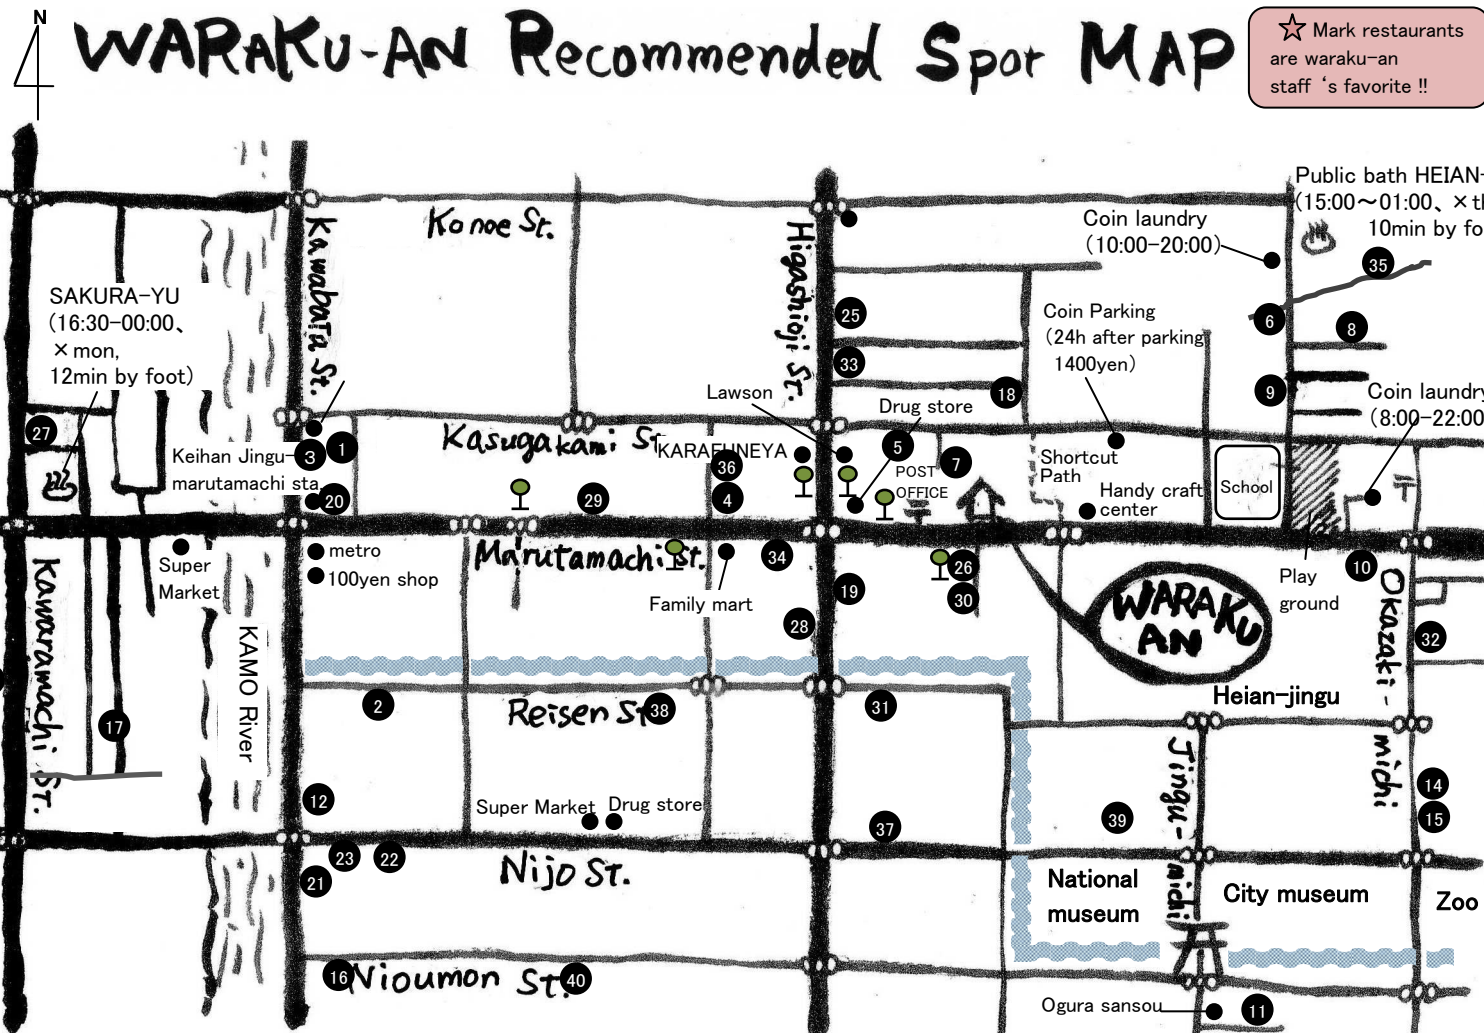 N
WARAKU-AN Recommended Spot MAP
☆ Mark restaurants
are waraku-an
staff ‘s favorite !!
Public bath HEIAN-
(15:00～01:00、×
10min by
Coin laundry
(10:00-20:00)
Konoe St.
Kawabata St.
Higashioji St.
35
SAKURA-YU
(16:30-00:00、
×mon,
12min by foot)
25
6
8
Coin Parking
(24h after parking
1400yen)
33
18
9
Lawson
Drug store
Coin laundry
(8:00-22:00
27
Keihan Jingu-
marutamachi sta.
3
1
20
Kasugakami St.
KARAFUNEYA
36
4
29
5
POST
OFFICE
7
Shortcut
Path
Handy craft
center
School
Super
Market
metro
100yen shop
Marutamachi St.
Family mart
34
19
28
26
30
WARAKU
AN
Play
ground
10
Okazaki-michi
32
Kawaramachi St.
KAMO River
17
2
Reisen St.
38
31
Heian-jingu
Jingu-michi
14
15
12
Super Market
Drug store
37
39
23
22
21
Nijo St.
National
museum
City museum
Zoo
16
Nioumon St.
40
Ogura sansou
11